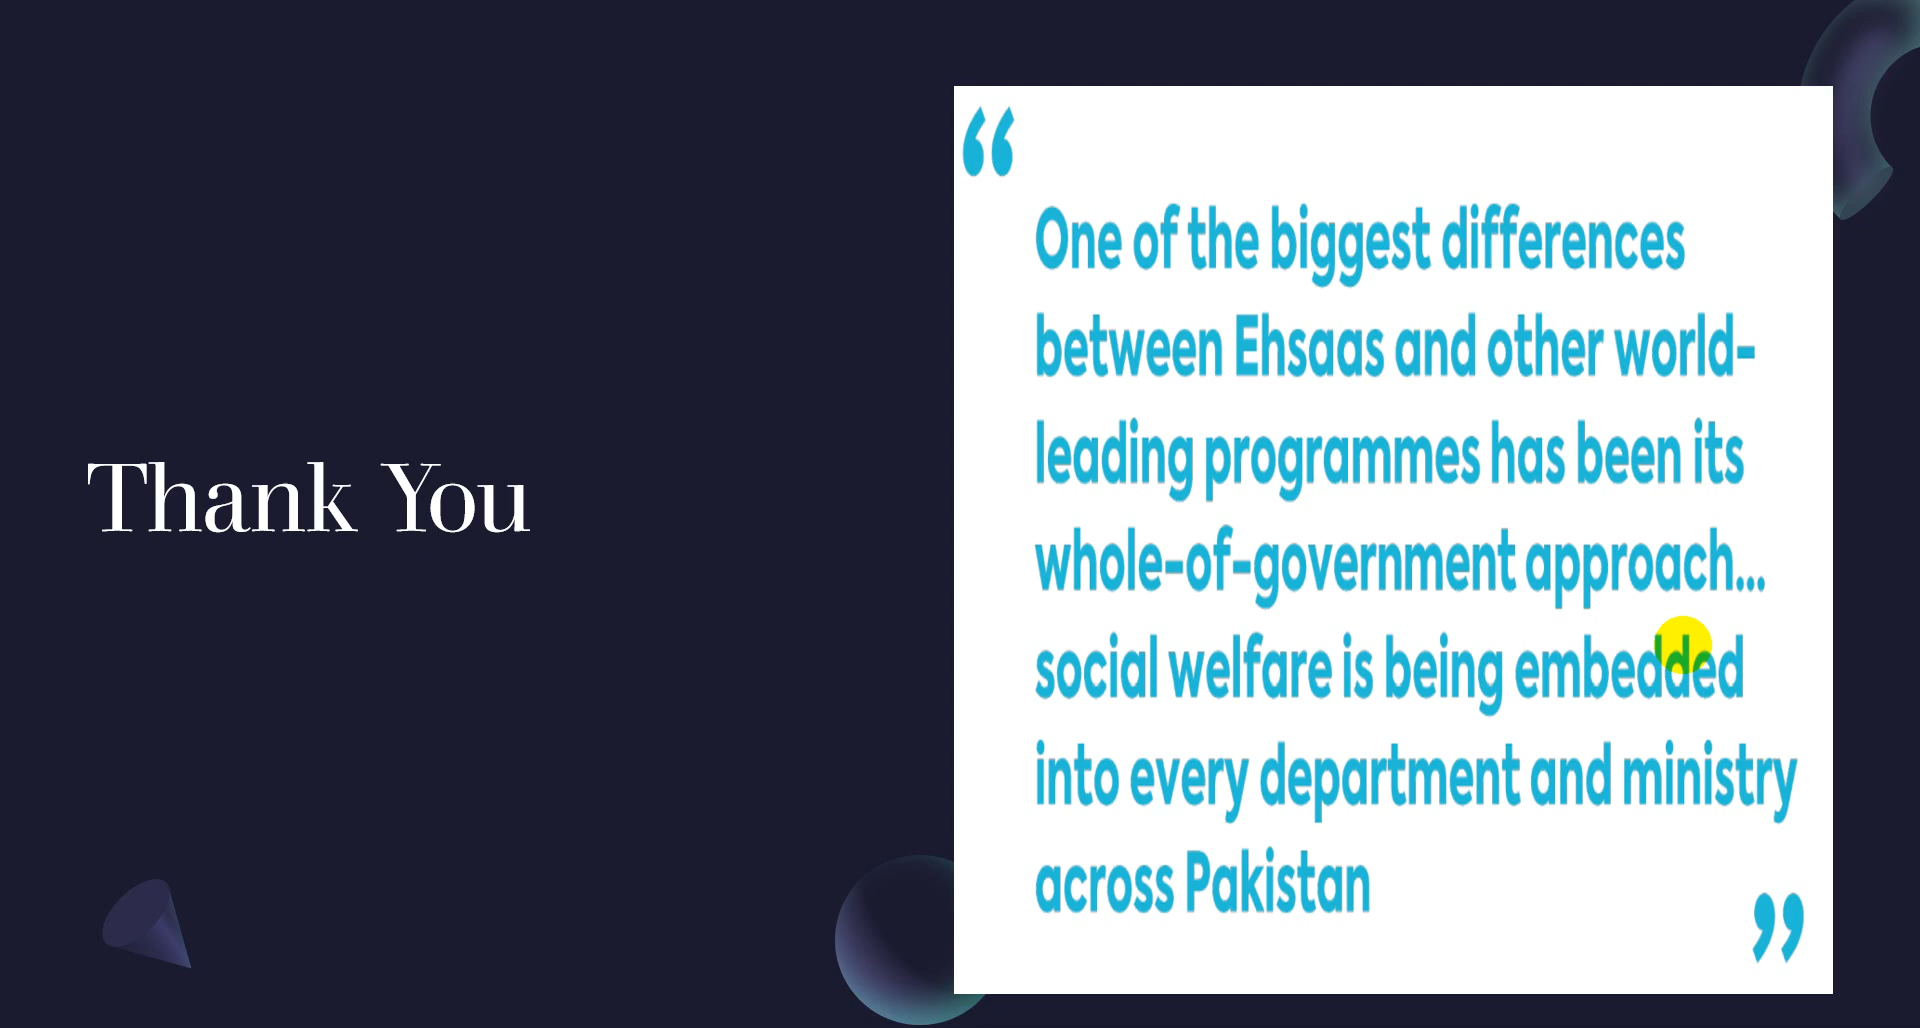 Thank You
“
One of the biggest differences
between Ehsaas and other world-
leading programmes has been its
whole-of-government approach...
social welfare is being embedded
into every department and ministry
across Pakistan
”